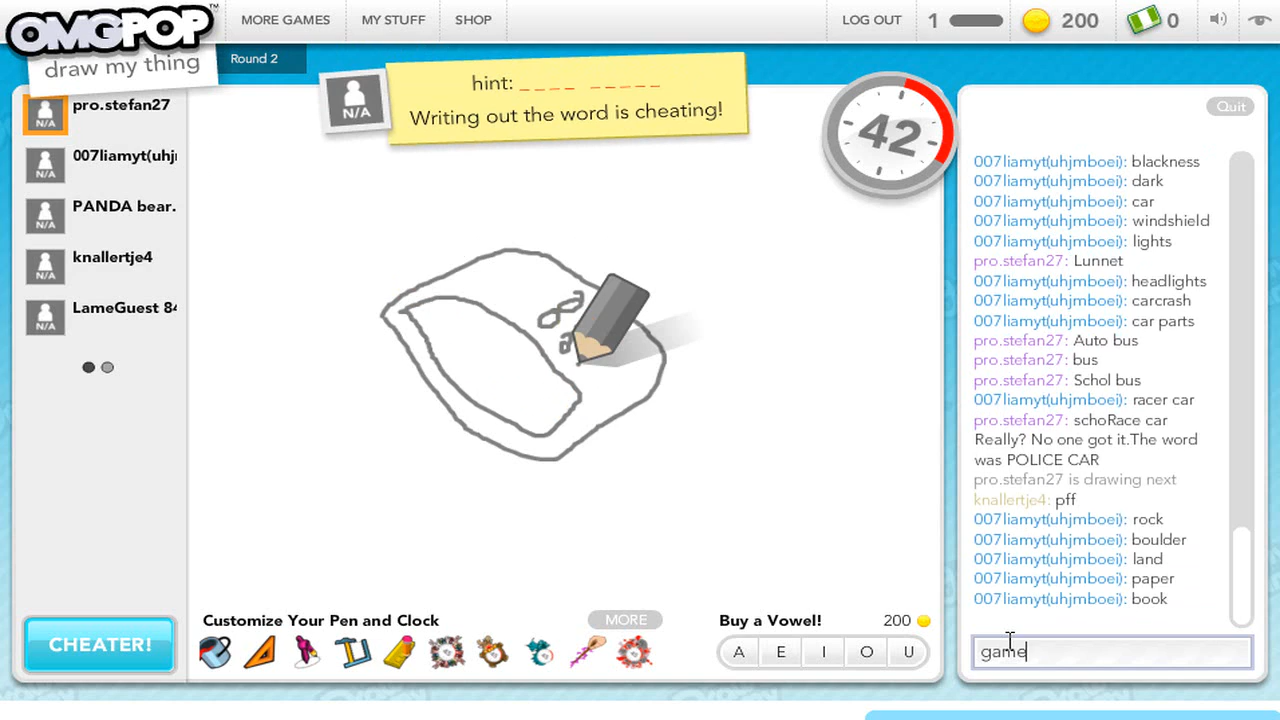 OMGPOP™
MORE GAMES
MY STUFF
SHOP
LOG OUT
1
200
0
draw my thing
Round 2
hint: ____ _____
Writing out the word is cheating!
42
Quit
N/A
N/A pro.stefan27
N/A 007liamyt(uhj
N/A PANDA bear.
N/A knallertje4
N/A LameGuest 84
CHEATER!
Customize Your Pen and Clock
MORE
Buy a Vowel!
200
A E I O U
007liamyt(uhjmboei): blackness
007liamyt(uhjmboei): dark
007liamyt(uhjmboei): car
007liamyt(uhjmboei): windshield
007liamyt(uhjmboei): lights
pro.stefan27: Lunnet
007liamyt(uhjmboei): headlights
007liamyt(uhjmboei): carcrash
007liamyt(uhjmboei): car parts
pro.stefan27: Auto bus
pro.stefan27: bus
pro.stefan27: Schol bus
007liamyt(uhjmboei): racer car
pro.stefan27: schoRace car
Really? No one got it.The word
was POLICE CAR
pro.stefan27 is drawing next
knallertje4: pff
007liamyt(uhjmboei): rock
007liamyt(uhjmboei): boulder
007liamyt(uhjmboei): land
007liamyt(uhjmboei): paper
007liamyt(uhjmboei): book
game